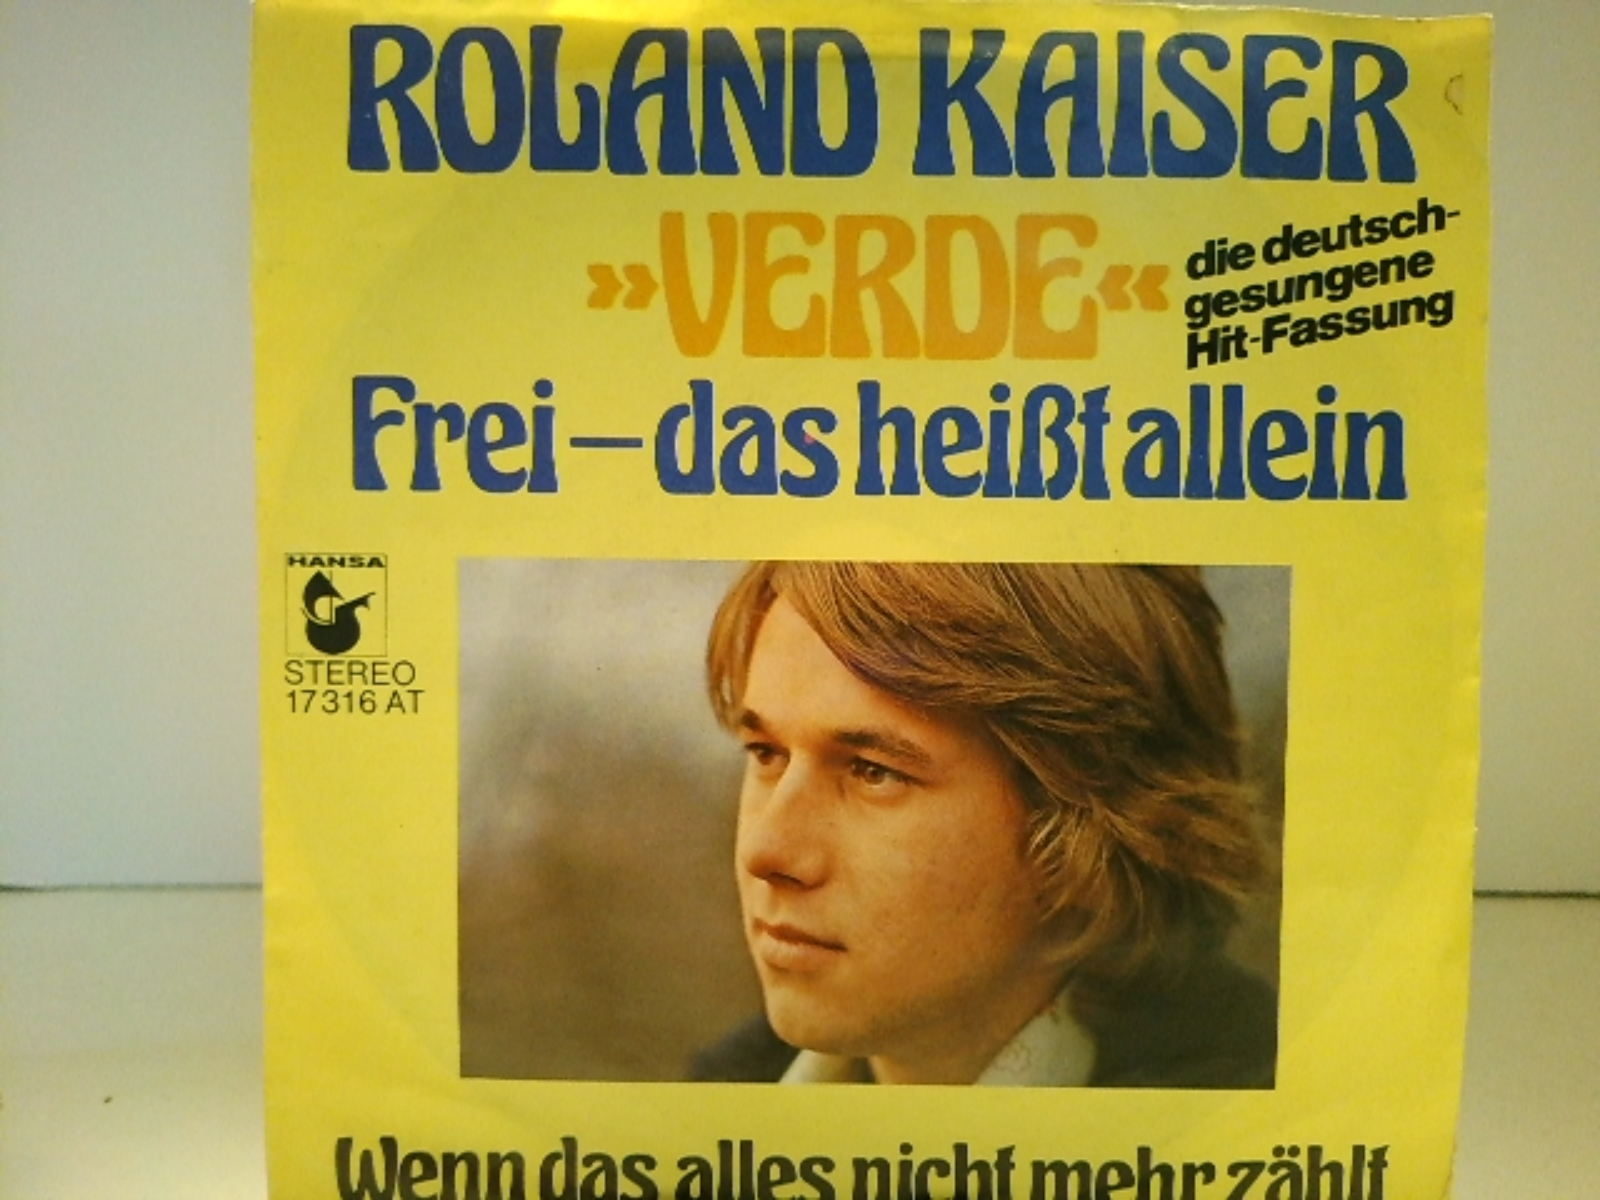 ROLAND KAISER
»VERDE«
die deutsch-
gesungene
Hit-Fassung
Frei – das heißt allein
HANSA
STEREO
17 316 AT
Wenn das alles nicht mehr zählt